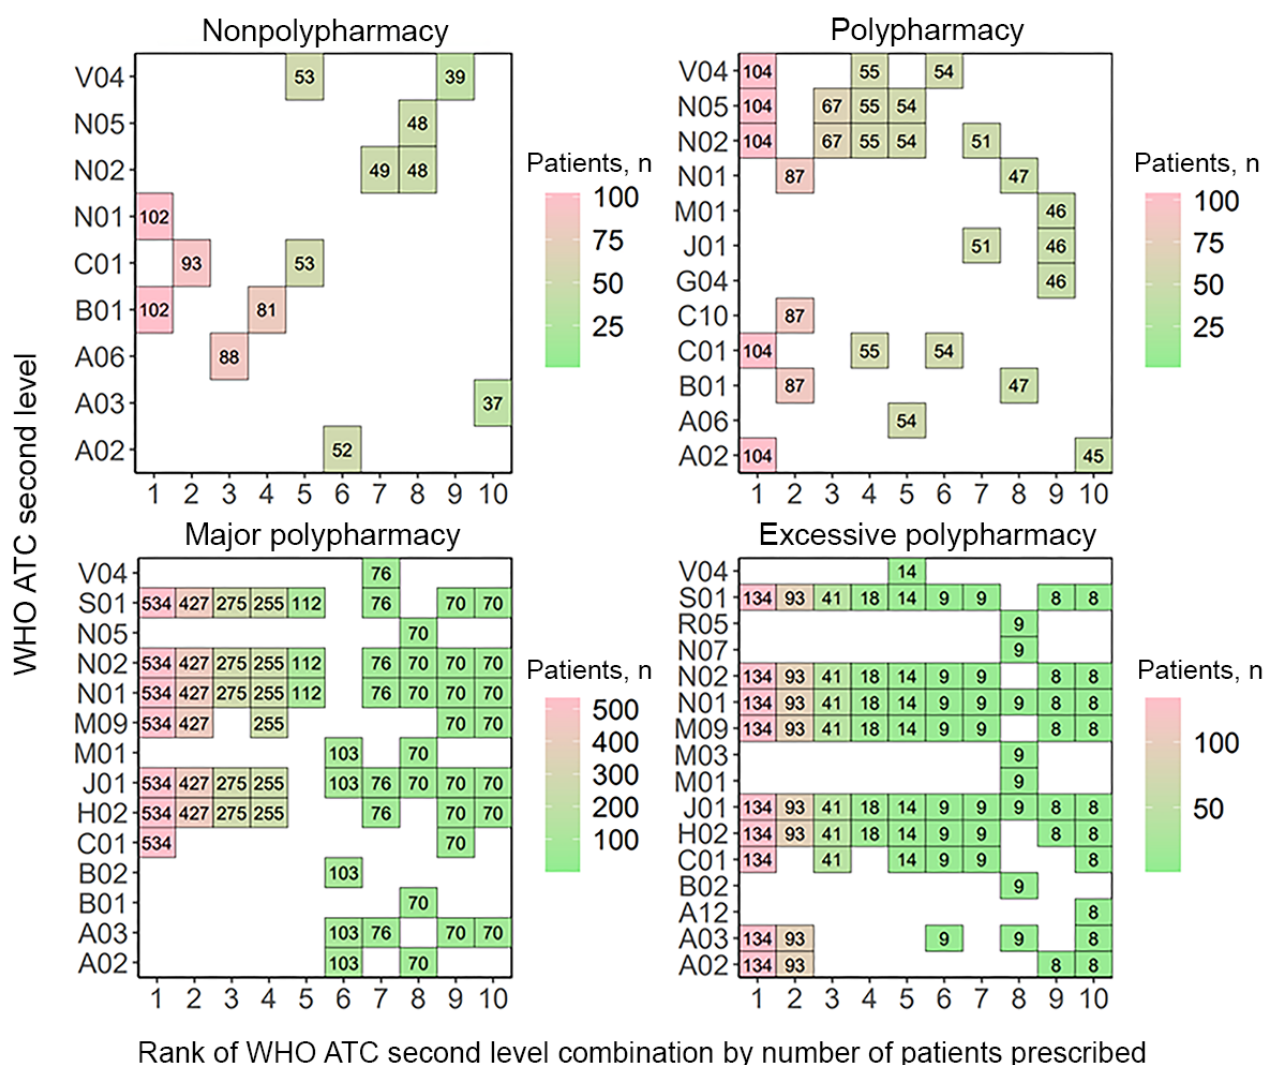 Nonpolypharmacy
V04 53 39
N05 48
N02 49 48
N01 102
C01 93 53
B01 102 81
A06 88
A03 37
A02 52
1 2 3 4 5 6 7 8 9 10
Patients, n
100
75
50
25
Polypharmacy
V04 104 55 54
N05 104 67 55 54
N02 104 67 55 54 51
N01 87 47
M01 46
J01 51 46
G04 46
C10 87
C01 104 55 54
B01 87 47
A06 54
A02 104 45
1 2 3 4 5 6 7 8 9 10
Patients, n
100
75
50
25
WHO ATC second level
Major polypharmacy
V04 76
S01 534 427 275 255 112 76 70 70
N05 70
N02 534 427 275 255 112 76 70 70 70
N01 534 427 275 255 112 76 70 70 70
M09 534 427 255 70 70
M01 103 70
J01 534 427 275 255 103 76 70 70 70
H02 534 427 275 255 76 70 70
C01 534 70
B02 103
B01 70
A03 103 76 70 70
A02 103 70
1 2 3 4 5 6 7 8 9 10
Patients, n
500
400
300
200
100
Excessive polypharmacy
V04 14
S01 134 93 41 18 14 9 9 8 8
R05 9
N07 9
N02 134 93 41 18 14 9 9 8 8
N01 134 93 41 18 14 9 9 9 8 8
M09 134 93 41 18 14 9 9 8 8
M03 9
M01 9
J01 134 93 41 18 14 9 9 9 8 8
H02 134 93 41 18 14 9 9 8 8
C01 134 41 14 9 9 8
B02 9
A12 8
A03 134 93 9 9 8
A02 134 93 8 8
1 2 3 4 5 6 7 8 9 10
Patients, n
100
50
Rank of WHO ATC second level combination by number of patients prescribed